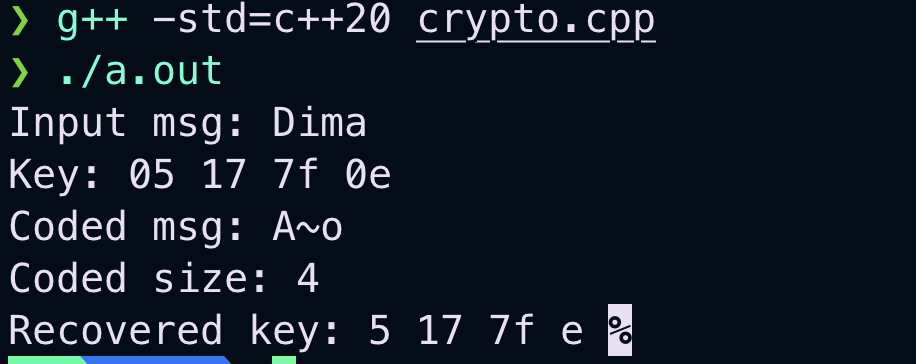 ❯ g++ -std=c++20 crypto.cpp
❯ ./a.out
Input msg: Dima
Key: 05 17 7f 0e
Coded msg: A~o
Coded size: 4
Recovered key: 5 17 7f e %